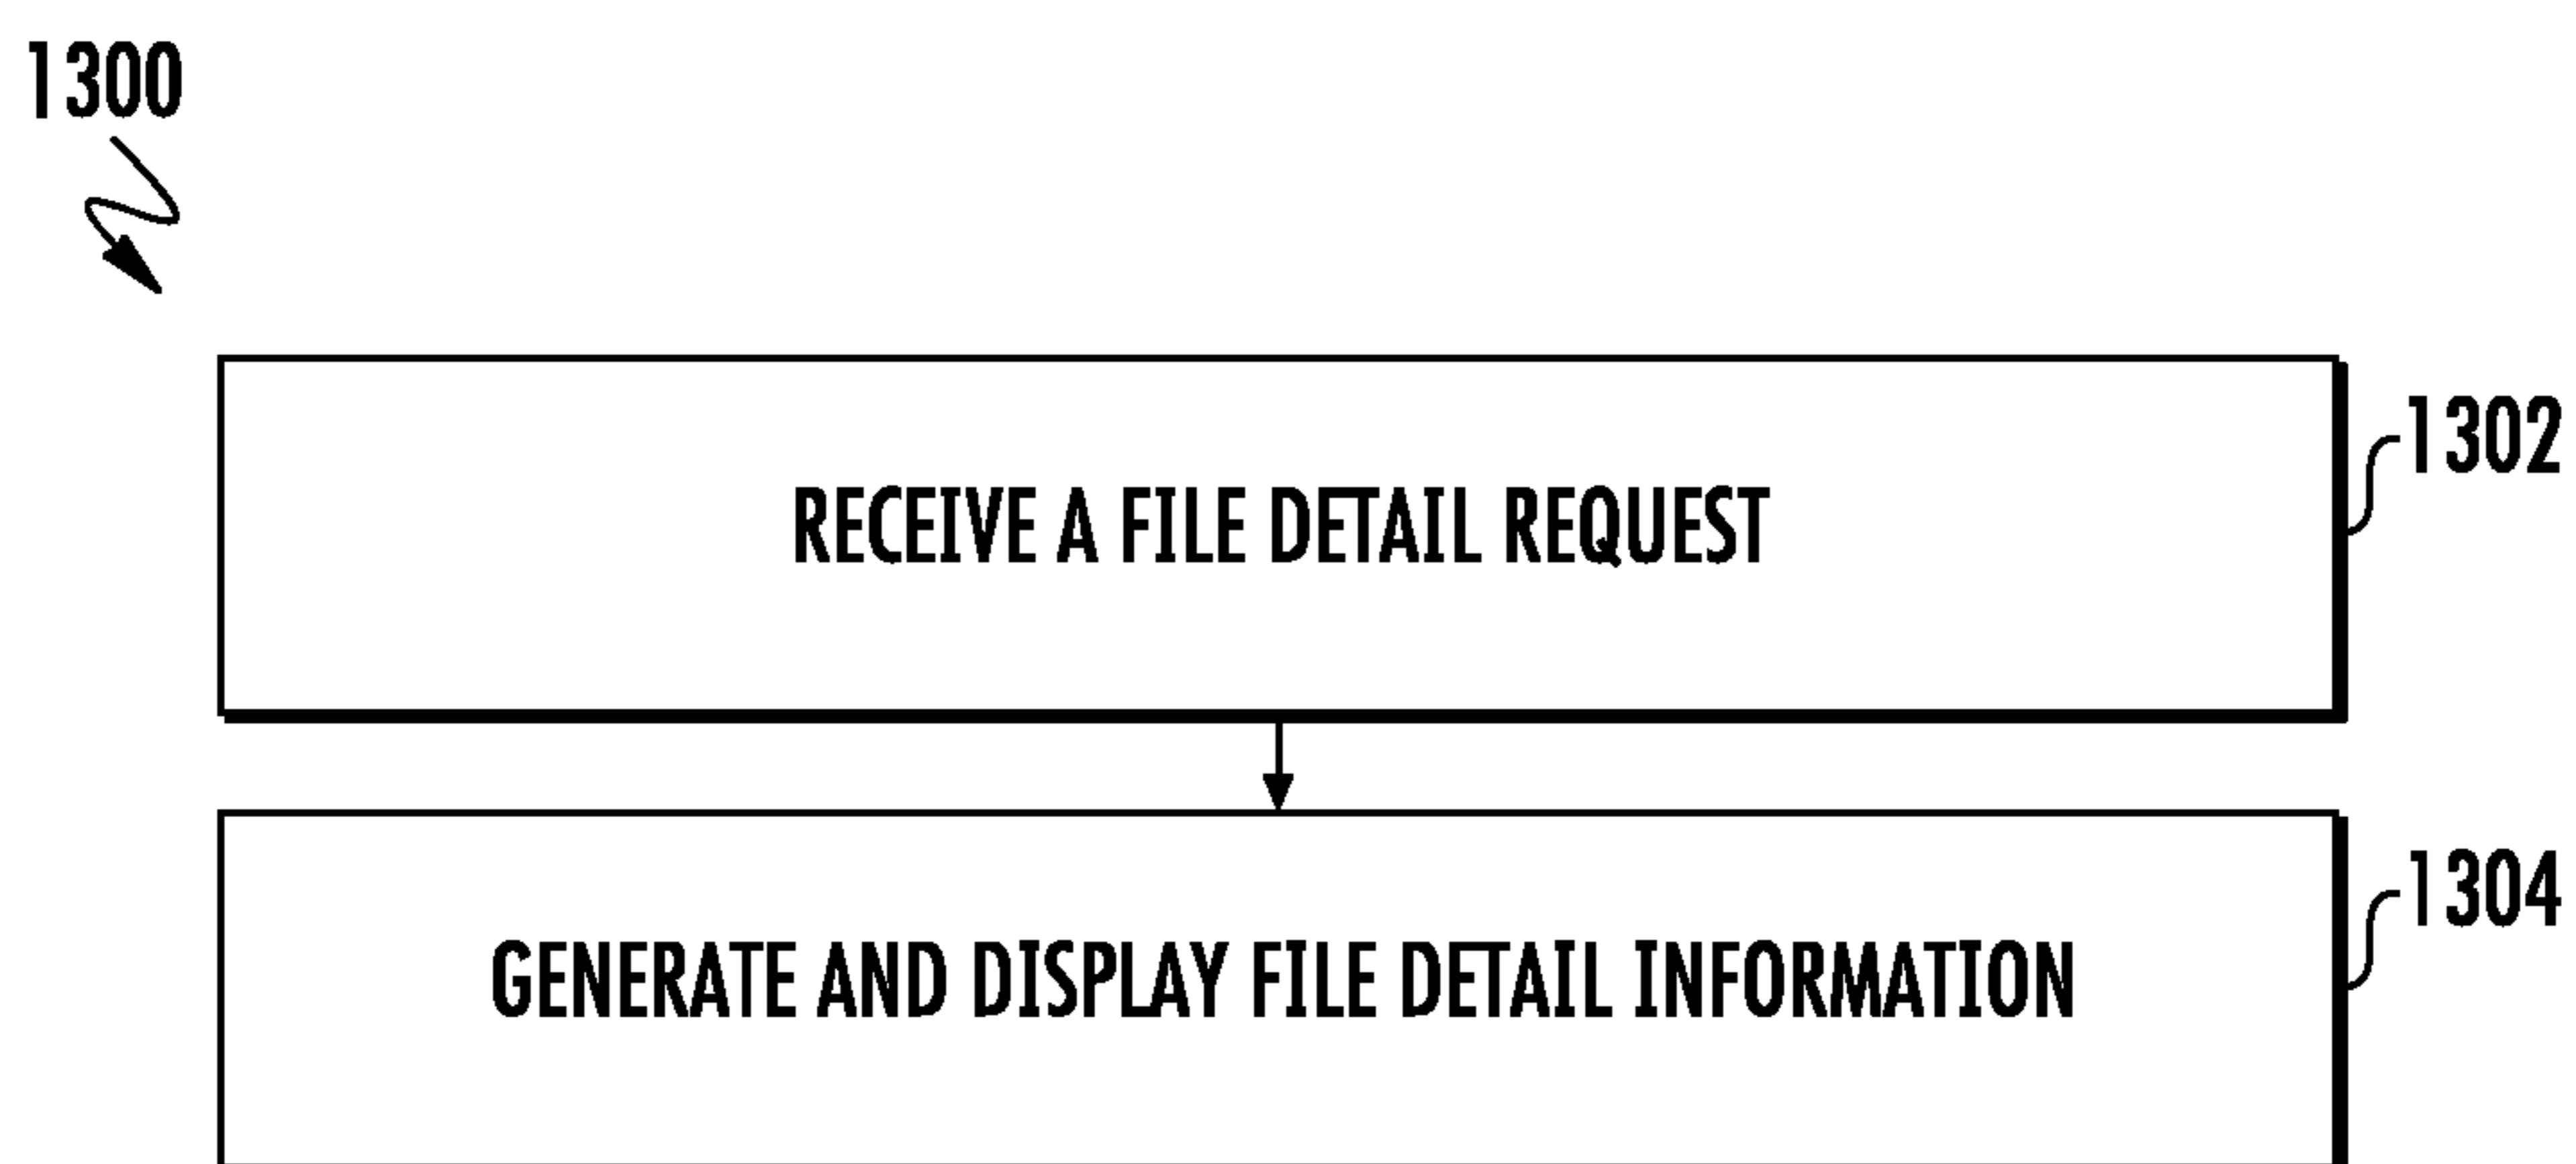 1300
RECEIVE A FILE DETAIL REQUEST
1302
GENERATE AND DISPLAY FILE DETAIL INFORMATION
1304